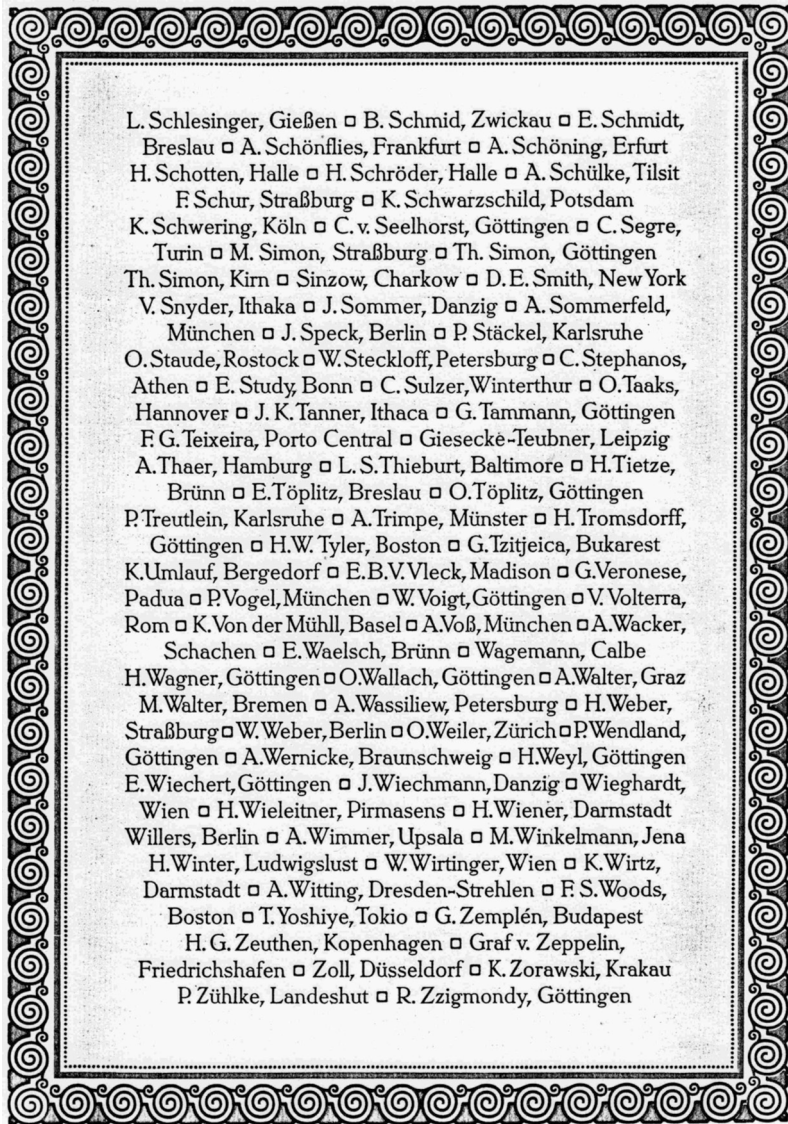 L. Schlesinger, Gießen ◻ B. Schmid, Zwickau ◻ E. Schmidt,
Breslau ◻ A. Schönflies, Frankfurt ◻ A. Schöning, Erfurt
H. Schotten, Halle ◻ H. Schröder, Halle ◻ A. Schülke, Tilsit
F. Schur, Straßburg ◻ K. Schwarzschild, Potsdam
K. Schwering, Köln ◻ C. v. Seelhorst, Göttingen ◻ C. Segre,
Turin ◻ M. Simon, Straßburg ◻ Th. Simon, Göttingen
Th. Simon, Kirn ◻ Sinzow, Charkow ◻ D. E. Smith, New York
V. Snyder, Ithaka ◻ J. Sommer, Danzig ◻ A. Sommerfeld,
München ◻ J. Speck, Berlin ◻ P. Stäckel, Karlsruhe
O. Staude, Rostock ◻ W. Steckloff, Petersburg ◻ C. Stephanos,
Athen ◻ E. Study, Bonn ◻ C. Sulzer, Winterthur ◻ O. Taaks,
Hannover ◻ J. K. Tanner, Ithaca ◻ G. Tammann, Göttingen
F. G. Teixeira, Porto Central ◻ Giesecke-Teubner, Leipzig
A. Thaer, Hamburg ◻ L. S. Thieburt, Baltimore ◻ H. Tietze,
Brünn ◻ E. Töplitz, Breslau ◻ O. Töplitz, Göttingen
P. Treutlein, Karlsruhe ◻ A. Trimpe, Münster ◻ H. Tromsdorff,
Göttingen ◻ H. W. Tyler, Boston ◻ G. Tzitjeica, Bukarest
K. Umlauf, Bergedorf ◻ E. B. V. Vleck, Madison ◻ G. Veronese,
Padua ◻ P. Vogel, München ◻ W. Voigt, Göttingen ◻ V. Volterra,
Rom ◻ K. Von der Mühll, Basel ◻ A. Voß, München ◻ A. Wacker,
Schachen ◻ E. Waelsch, Brünn ◻ Wagemann, Calbe
H. Wagner, Göttingen ◻ O. Wallach, Göttingen ◻ A. Walter, Graz
M. Walter, Bremen ◻ A. Wassiliew, Petersburg ◻ H. Weber,
Straßburg ◻ W. Weber, Berlin ◻ O. Weiler, Zürich ◻ P. Wendland,
Göttingen ◻ A. Wernicke, Braunschweig ◻ H. Weyl, Göttingen
E. Wiechert, Göttingen ◻ J. Wiechmann, Danzig ◻ Wieghardt,
Wien ◻ H. Wieleitner, Pirmasens ◻ H. Wiener, Darmstadt
Willers, Berlin ◻ A. Wimmer, Upsala ◻ M. Winkelmann, Jena
H. Winter, Ludwigslust ◻ W. Wirtinger, Wien ◻ K. Wirtz,
Darmstadt ◻ A. Witting, Dresden-Strehlen ◻ F. S. Woods,
Boston ◻ T. Yoshiye, Tokio ◻ G. Zemplén, Budapest
H. G. Zeuthen, Kopenhagen ◻ Graf v. Zeppelin,
Friedrichshafen ◻ Zoll, Düsseldorf ◻ K. Zorawski, Krakau
P. Zühlke, Landeshut ◻ R. Zzigmondy, Göttingen